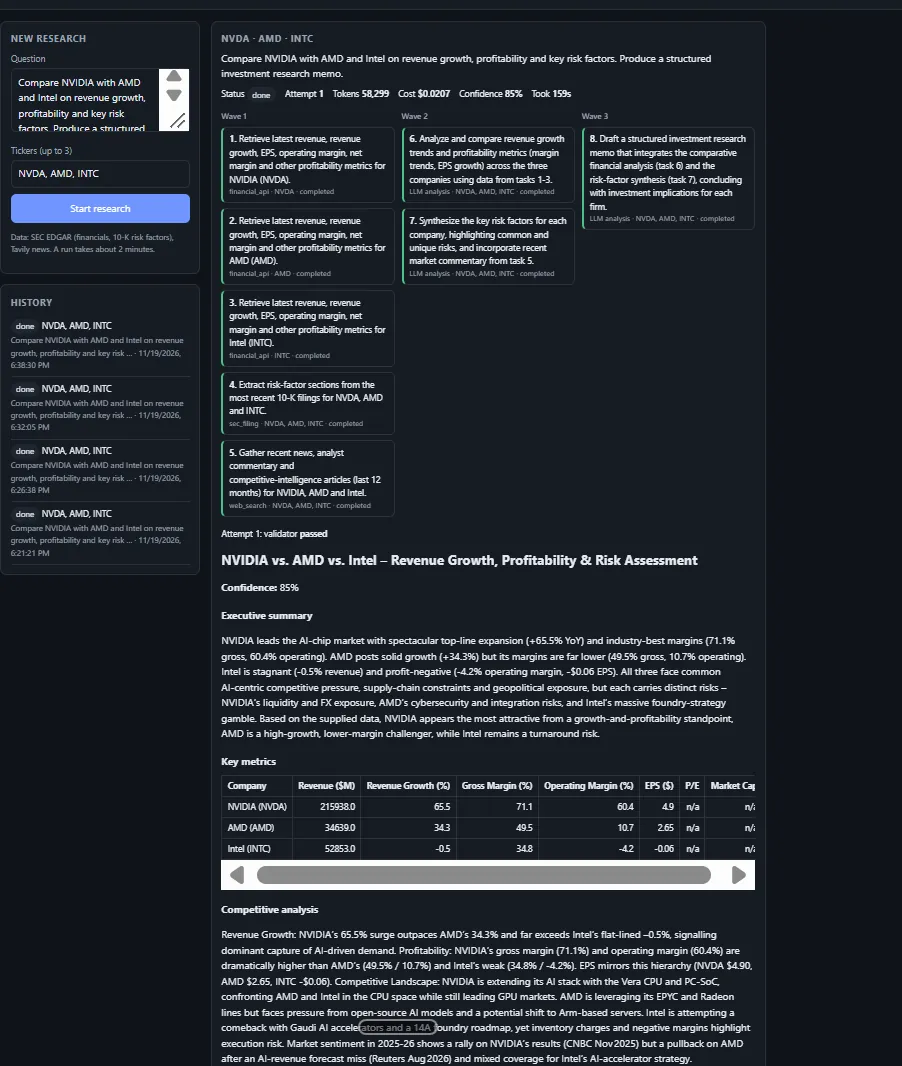 NEW RESEARCH
Question
Compare NVIDIA with AMD
and Intel on revenue growth,
profitability and key risk
factors. Produce a structured
Tickers (up to 3)
NVDA, AMD, INTC
Start research
Data: SEC EDGAR (financials, 10-K risk factors),
Tavily news. A run takes about 2 minutes.
HISTORY
done NVDA, AMD, INTC
Compare NVIDIA with AMD and Intel on revenue
growth, profitability and key risk ... · 11/19/2026,
6:38:30 PM
done NVDA, AMD, INTC
Compare NVIDIA with AMD and Intel on revenue
growth, profitability and key risk ... · 11/19/2026,
6:32:05 PM
done NVDA, AMD, INTC
Compare NVIDIA with AMD and Intel on revenue
growth, profitability and key risk ... · 11/19/2026,
6:26:38 PM
done NVDA, AMD, INTC
Compare NVIDIA with AMD and Intel on revenue
growth, profitability and key risk ... · 11/19/2026,
6:21:21 PM
NVDA · AMD · INTC
Compare NVIDIA with AMD and Intel on revenue growth, profitability and key risk factors. Produce a structured
investment research memo.
Status done Attempt 1 Tokens 58,299 Cost $0.0207 Confidence 85% Took 159s
Wave 1
1. Retrieve latest revenue, revenue
growth, EPS, operating margin, net
margin and other profitability metrics for
NVIDIA (NVDA).
financial_api · NVDA · completed
2. Retrieve latest revenue, revenue
growth, EPS, operating margin, net
margin and other profitability metrics for
AMD (AMD).
financial_api · AMD · completed
3. Retrieve latest revenue, revenue
growth, EPS, operating margin, net
margin and other profitability metrics for
Intel (INTC).
financial_api · INTC · completed
4. Extract risk-factor sections from the
most recent 10-K filings for NVDA, AMD
and INTC.
sec_filing · NVDA, AMD, INTC · completed
5. Gather recent news, analyst
commentary and
competitive-intelligence articles (last 12
months) for NVIDIA, AMD and Intel.
web_search · NVDA, AMD, INTC · completed
Wave 2
6. Analyze and compare revenue growth
trends and profitability metrics (margin
trends, EPS growth) across the three
companies using data from tasks 1-3.
LLM analysis · NVDA, AMD, INTC · completed
7. Synthesize the key risk factors for each
company, highlighting common and
unique risks, and incorporate recent
market commentary from task 5.
LLM analysis · NVDA, AMD, INTC · completed
Wave 3
8. Draft a structured investment research
memo that integrates the comparative
financial analysis (task 6) and the
risk-factor synthesis (task 7), concluding
with investment implications for each
firm.
LLM analysis · NVDA, AMD, INTC · completed
Attempt 1: validator passed
NVIDIA vs. AMD vs. Intel – Revenue Growth, Profitability & Risk Assessment
Confidence: 85%
Executive summary
NVIDIA leads the AI-chip market with spectacular top-line expansion (+65.5% YoY) and industry-best margins (71.1%
gross, 60.4% operating). AMD posts solid growth (+34.3%) but its margins are far lower (49.5% gross, 10.7% operating).
Intel is stagnant (-0.5% revenue) and profit-negative (-4.2% operating margin, -$0.06 EPS). All three face common
AI-centric competitive pressure, supply-chain constraints and geopolitical exposure, but each carries distinct risks –
NVIDIA's liquidity and FX exposure, AMD's cybersecurity and integration risks, and Intel's massive foundry-strategy
gamble. Based on the supplied data, NVIDIA appears the most attractive from a growth-and-profitability standpoint,
AMD is a high-growth, lower-margin challenger, while Intel remains a turnaround risk.
Key metrics
Company Revenue ($M) Revenue Growth (%) Gross Margin (%) Operating Margin (%) EPS ($) P/E Market Cap
NVIDIA (NVDA) 215938.0 65.5 71.1 60.4 4.9 n/a n/a
AMD (AMD) 34639.0 34.3 49.5 10.7 2.65 n/a n/a
Intel (INTC) 52853.0 -0.5 34.8 -4.2 -0.06 n/a n/a
Competitive analysis
Revenue Growth: NVIDIA's 65.5% surge outpaces AMD's 34.3% and far exceeds Intel's flat-lined –0.5%, signalling
dominant capture of AI-driven demand. Profitability: NVIDIA's gross margin (71.1%) and operating margin (60.4%) are
dramatically higher than AMD's (49.5% / 10.7%) and Intel's weak (34.8% / -4.2%). EPS mirrors this hierarchy (NVDA $4.90,
AMD $2.65, INTC -$0.06). Competitive Landscape: NVIDIA is extending its AI stack with the Vera CPU and PC-SoC,
confronting AMD and Intel in the CPU space while still leading GPU markets. AMD is leveraging its EPYC and Radeon
lines but faces pressure from open-source AI models and a potential shift to Arm-based servers. Intel is attempting a
comeback with Gaudi AI accelerators and a 14A foundry roadmap, yet inventory charges and negative margins highlight
execution risk. Market sentiment in 2025-26 shows a rally on NVIDIA's results (CNBC Nov 2025) but a pullback on AMD
after an AI-revenue forecast miss (Reuters Aug 2026) and mixed coverage for Intel's AI-accelerator strategy.